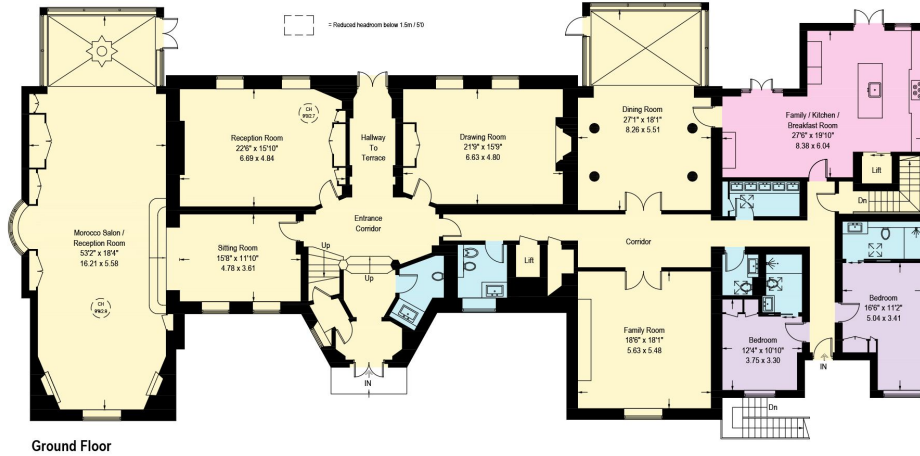 = Reduced headroom below 1.5m / 5'0
CH
Reception Room
22'6" x 15'10"
6.69 x 4.84
Hallway
To
Terrace
Drawing Room
21'9" x 15'9"
6.63 x 4.80
Dining Room
27'1" x 18'1"
8.26 x 5.51
Family / Kitchen /
Breakfast Room
27'6" x 19'10"
8.38 x 6.04
Lift
Dn
Morocco Salon /
Reception Room
53'2" x 18'4"
16.21 x 5.58
CH
Sitting Room
15'8" x 11'10"
4.78 x 3.61
Entrance
Corridor
Up
Up
Lift
Corridor
Family Room
18'6" x 18'1"
5.63 x 5.48
Bedroom
12'4" x 10'10"
3.75 x 3.30
Bedroom
16'6" x 11'2"
5.04 x 3.41
IN
IN
Dn
Ground Floor